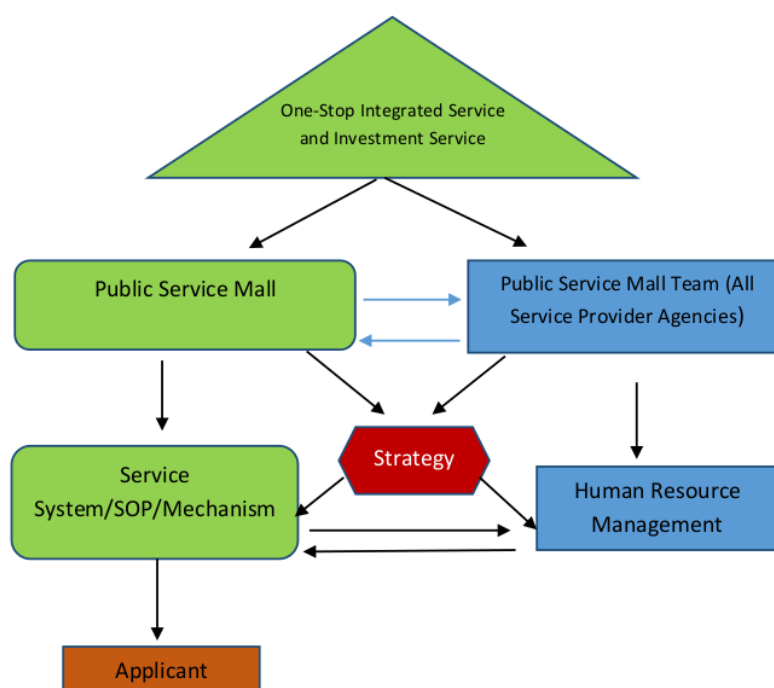 One-Stop Integrated Service
and Investment Service
Public Service Mall
Public Service Mall Team (All
Service Provider Agencies)
Strategy
Service
System/SOP/Mechanism
Human Resource
Management
Applicant